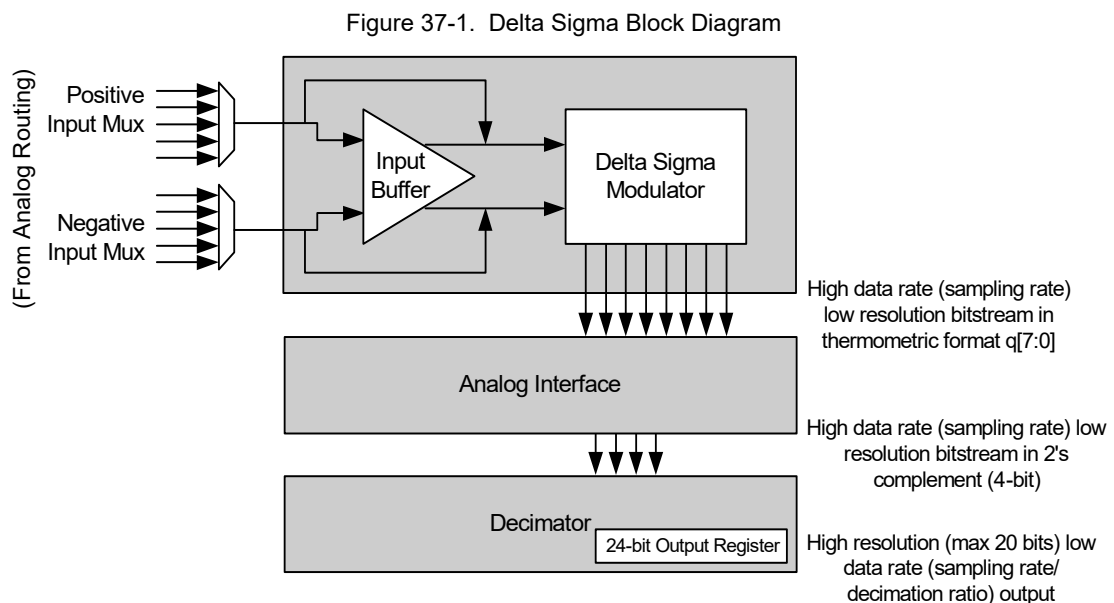 Figure 37-1. Delta Sigma Block Diagram
(From Analog Routing)
Positive
Input Mux
Negative
Input Mux
Input
Buffer
Delta Sigma
Modulator
High data rate (sampling rate)
low resolution bitstream in
thermometric format q[7:0]
Analog Interface
High data rate (sampling rate) low
resolution bitstream in 2's
complement (4-bit)
Decimator
24-bit Output Register
High resolution (max 20 bits) low
data rate (sampling rate/
decimation ratio) output